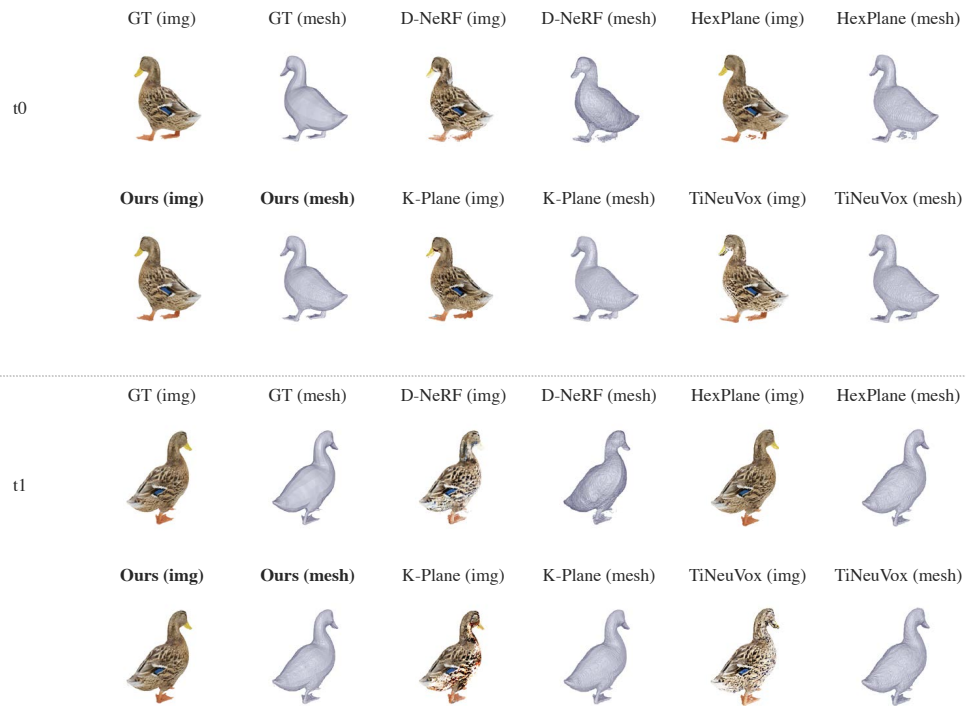 GT (img) GT (mesh) D-NeRF (img) D-NeRF (mesh) HexPlane (img) HexPlane (mesh)
t0
Ours (img) Ours (mesh) K-Plane (img) K-Plane (mesh) TiNeuVox (img) TiNeuVox (mesh)
GT (img) GT (mesh) D-NeRF (img) D-NeRF (mesh) HexPlane (img) HexPlane (mesh)
t1
Ours (img) Ours (mesh) K-Plane (img) K-Plane (mesh) TiNeuVox (img) TiNeuVox (mesh)